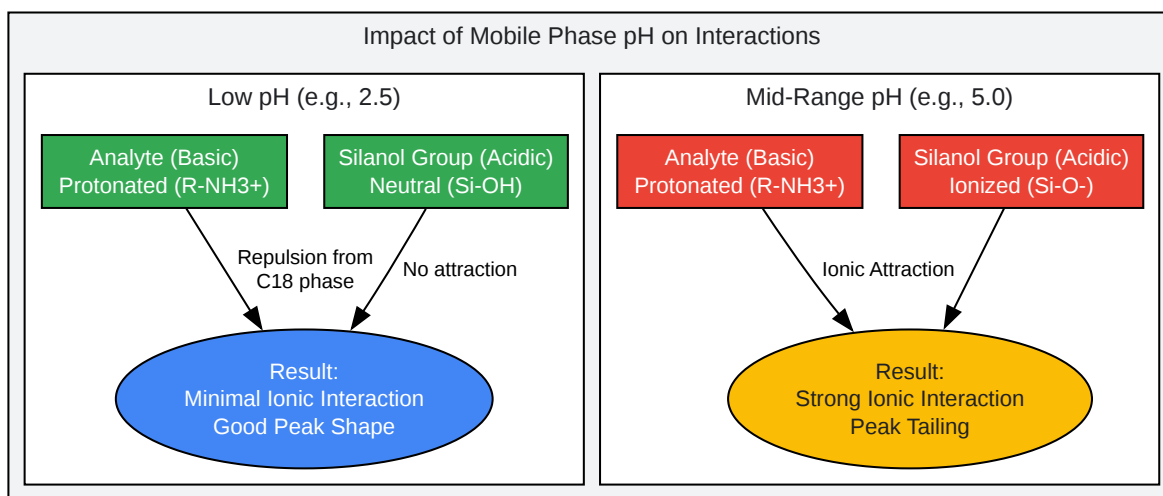 Impact of Mobile Phase pH on Interactions
Low pH (e.g., 2.5)
Analyte (Basic)
Protonated (R-NH3+)
Silanol Group (Acidic)
Neutral (Si-OH)
Repulsion from
C18 phase
No attraction
Result:
Minimal Ionic Interaction
Good Peak Shape
Mid-Range pH (e.g., 5.0)
Analyte (Basic)
Protonated (R-NH3+)
Silanol Group (Acidic)
Ionized (Si-O-)
Ionic Attraction
Result:
Strong Ionic Interaction
Peak Tailing